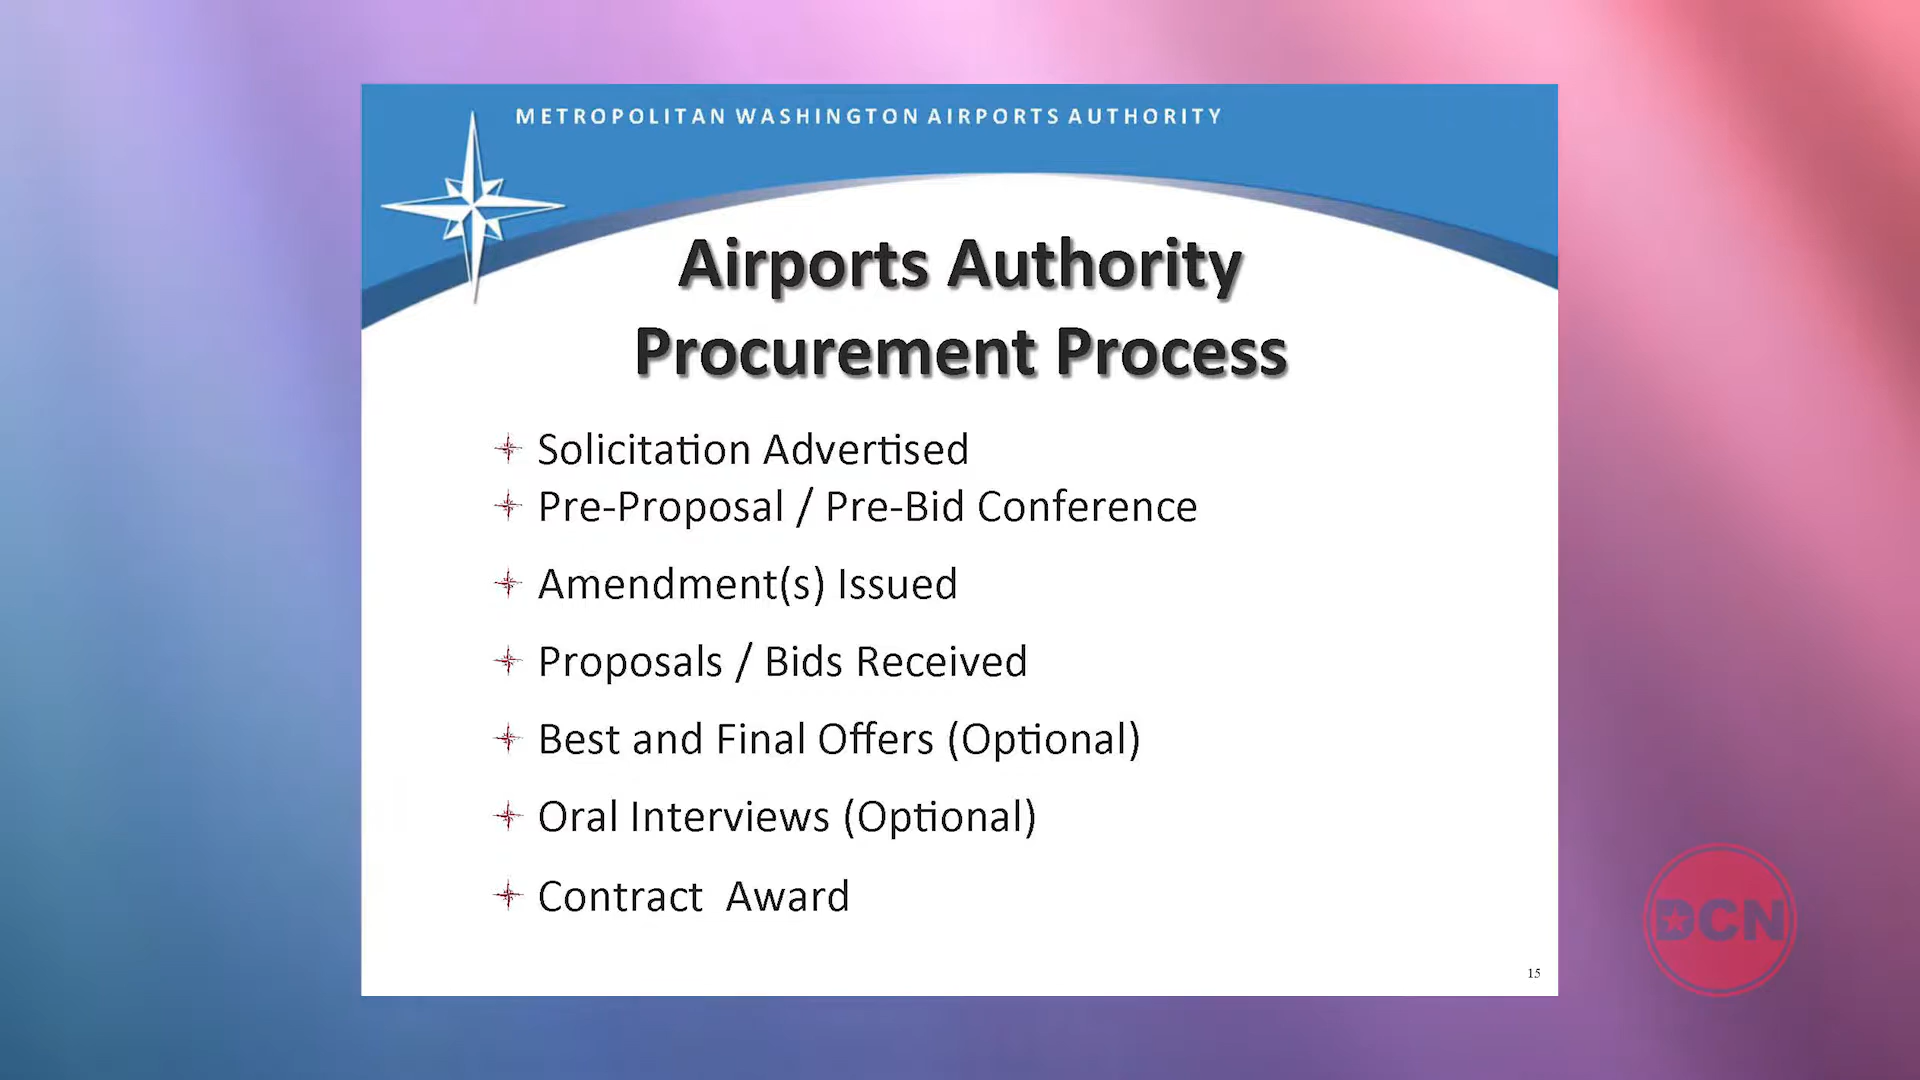 METROPOLITAN WASHINGTON AIRPORTS AUTHORITY
Airports Authority
Procurement Process
Solicitation Advertised
Pre-Proposal / Pre-Bid Conference
Amendment(s) Issued
Proposals / Bids Received
Best and Final Offers (Optional)
Oral Interviews (Optional)
Contract Award
15
DCN